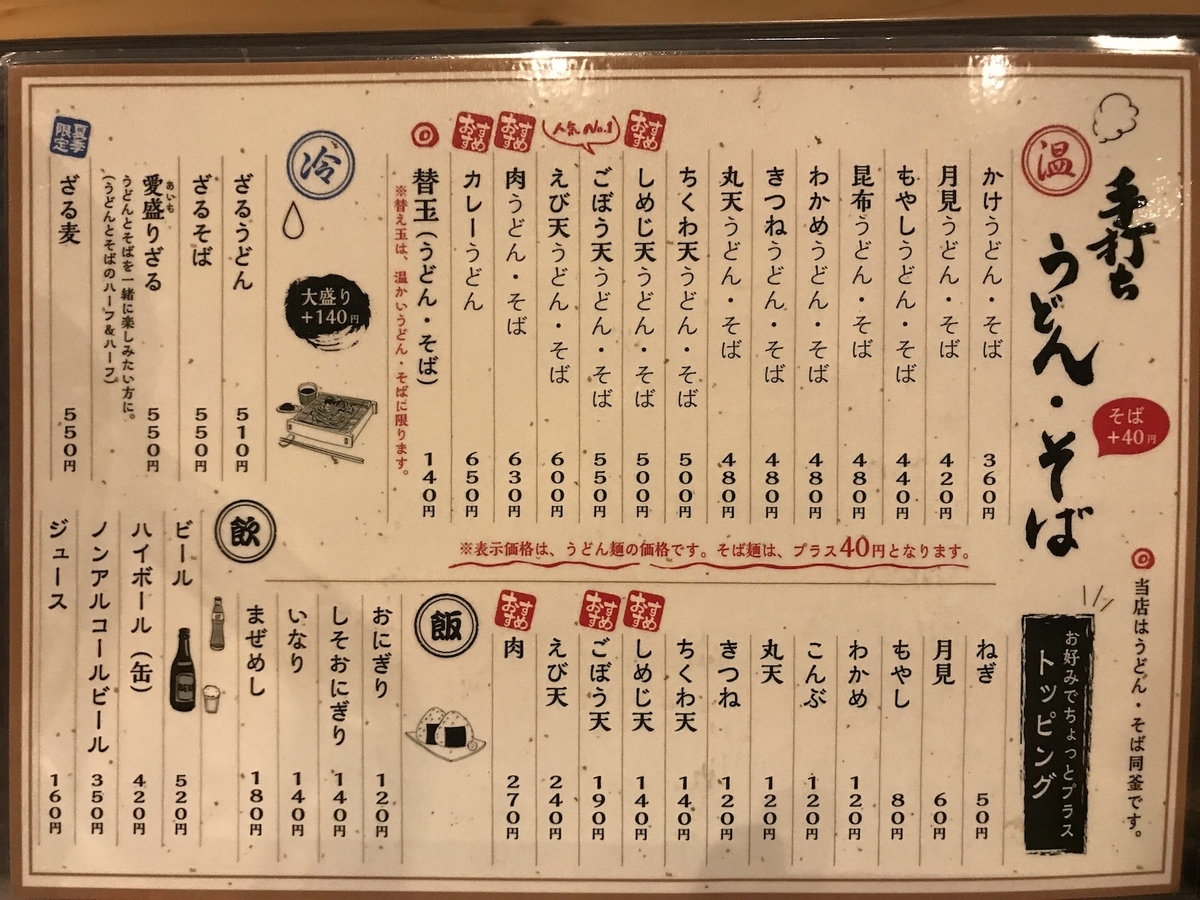 手打ち
うどん・そば
そば
+40円
当店はうどん・そば同釜です。
温
かけうどん・そば 360円
月見うどん・そば 420円
もやしうどん・そば 440円
昆布うどん・そば 480円
わかめうどん・そば 480円
きつねうどん・そば 480円
丸天うどん・そば 480円
ちくわ天うどん・そば 500円
おすすめ
しめじ天うどん・そば 500円
人気No.1
ごぼう天うどん・そば 550円
えび天うどん・そば 600円
おすすめ
肉うどん・そば 630円
おすすめ
カレーうどん 650円
替玉(うどん・そば) 140円
※替え玉は、温かいうどん・そばに限ります。
※表示価格は、うどん麺の価格です。そば麺は、プラス40円となります。
冷
大盛り
+140円
ざるうどん 510円
ざるそば 550円
あいも
愛盛りざる 550円
うどんとそばを一緒に楽しみたい方に。
(うどんとそばのハーフ&ハーフ)
夏季
限定
ざる麦 550円
お好みでちょっとプラス
トッピング
ねぎ 50円
月見 60円
もやし 80円
わかめ 120円
こんぶ 120円
丸天 120円
きつね 120円
ちくわ天 140円
おすすめ
しめじ天 140円
おすすめ
ごぼう天 190円
えび天 240円
おすすめ
肉 270円
飯
おにぎり 120円
しそおにぎり 140円
いなり 140円
まぜめし 180円
飲
ビール 520円
ハイボール(缶) 420円
ノンアルコールビール 350円
ジュース 160円